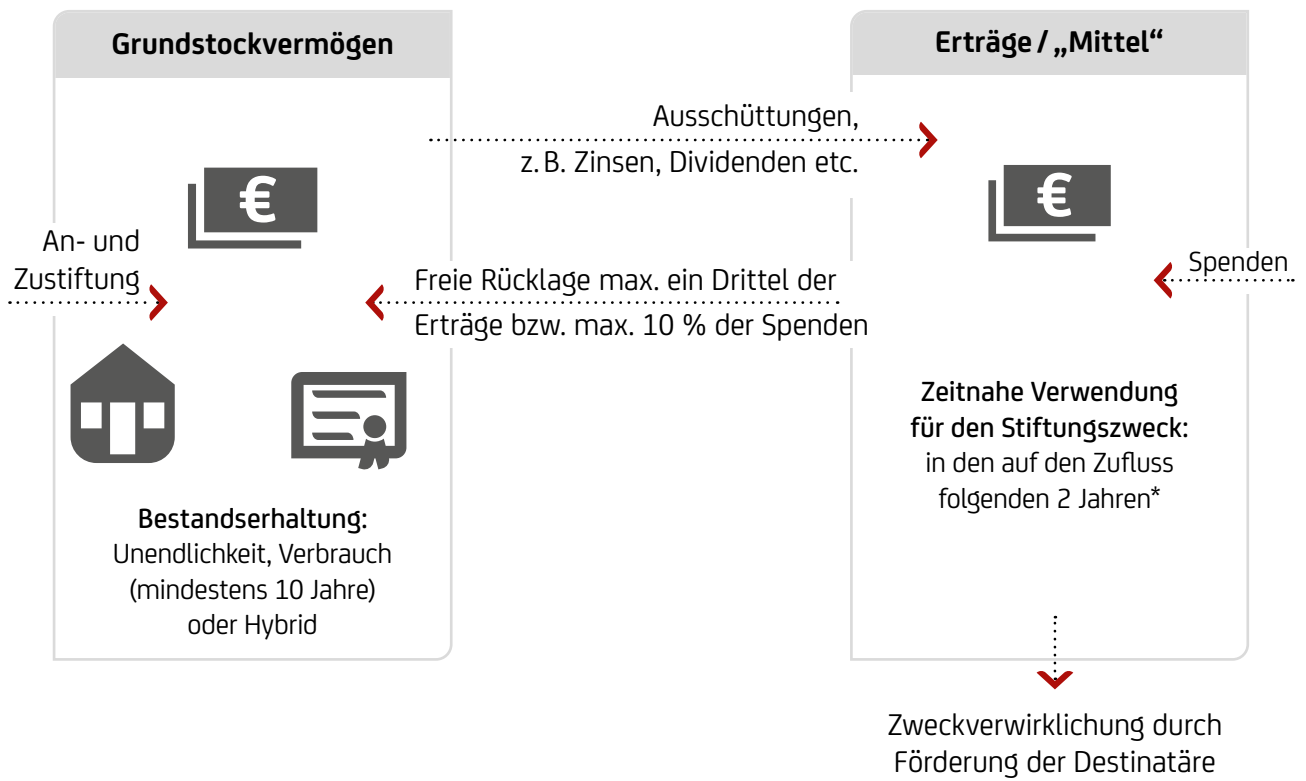 Grundstockvermögen
€
An- und
Zustiftung
Bestandserhaltung:
Unendlichkeit, Verbrauch
(mindestens 10 Jahre)
oder Hybrid
Ausschüttungen,
z. B. Zinsen, Dividenden etc.
Freie Rücklage max. ein Drittel der
Erträge bzw. max. 10 % der Spenden
Erträge / „Mittel“
€
Spenden
Zeitnahe Verwendung
für den Stiftungszweck:
in den auf den Zufluss
folgenden 2 Jahren*
Zweckverwirklichung durch
Förderung der Destinatäre